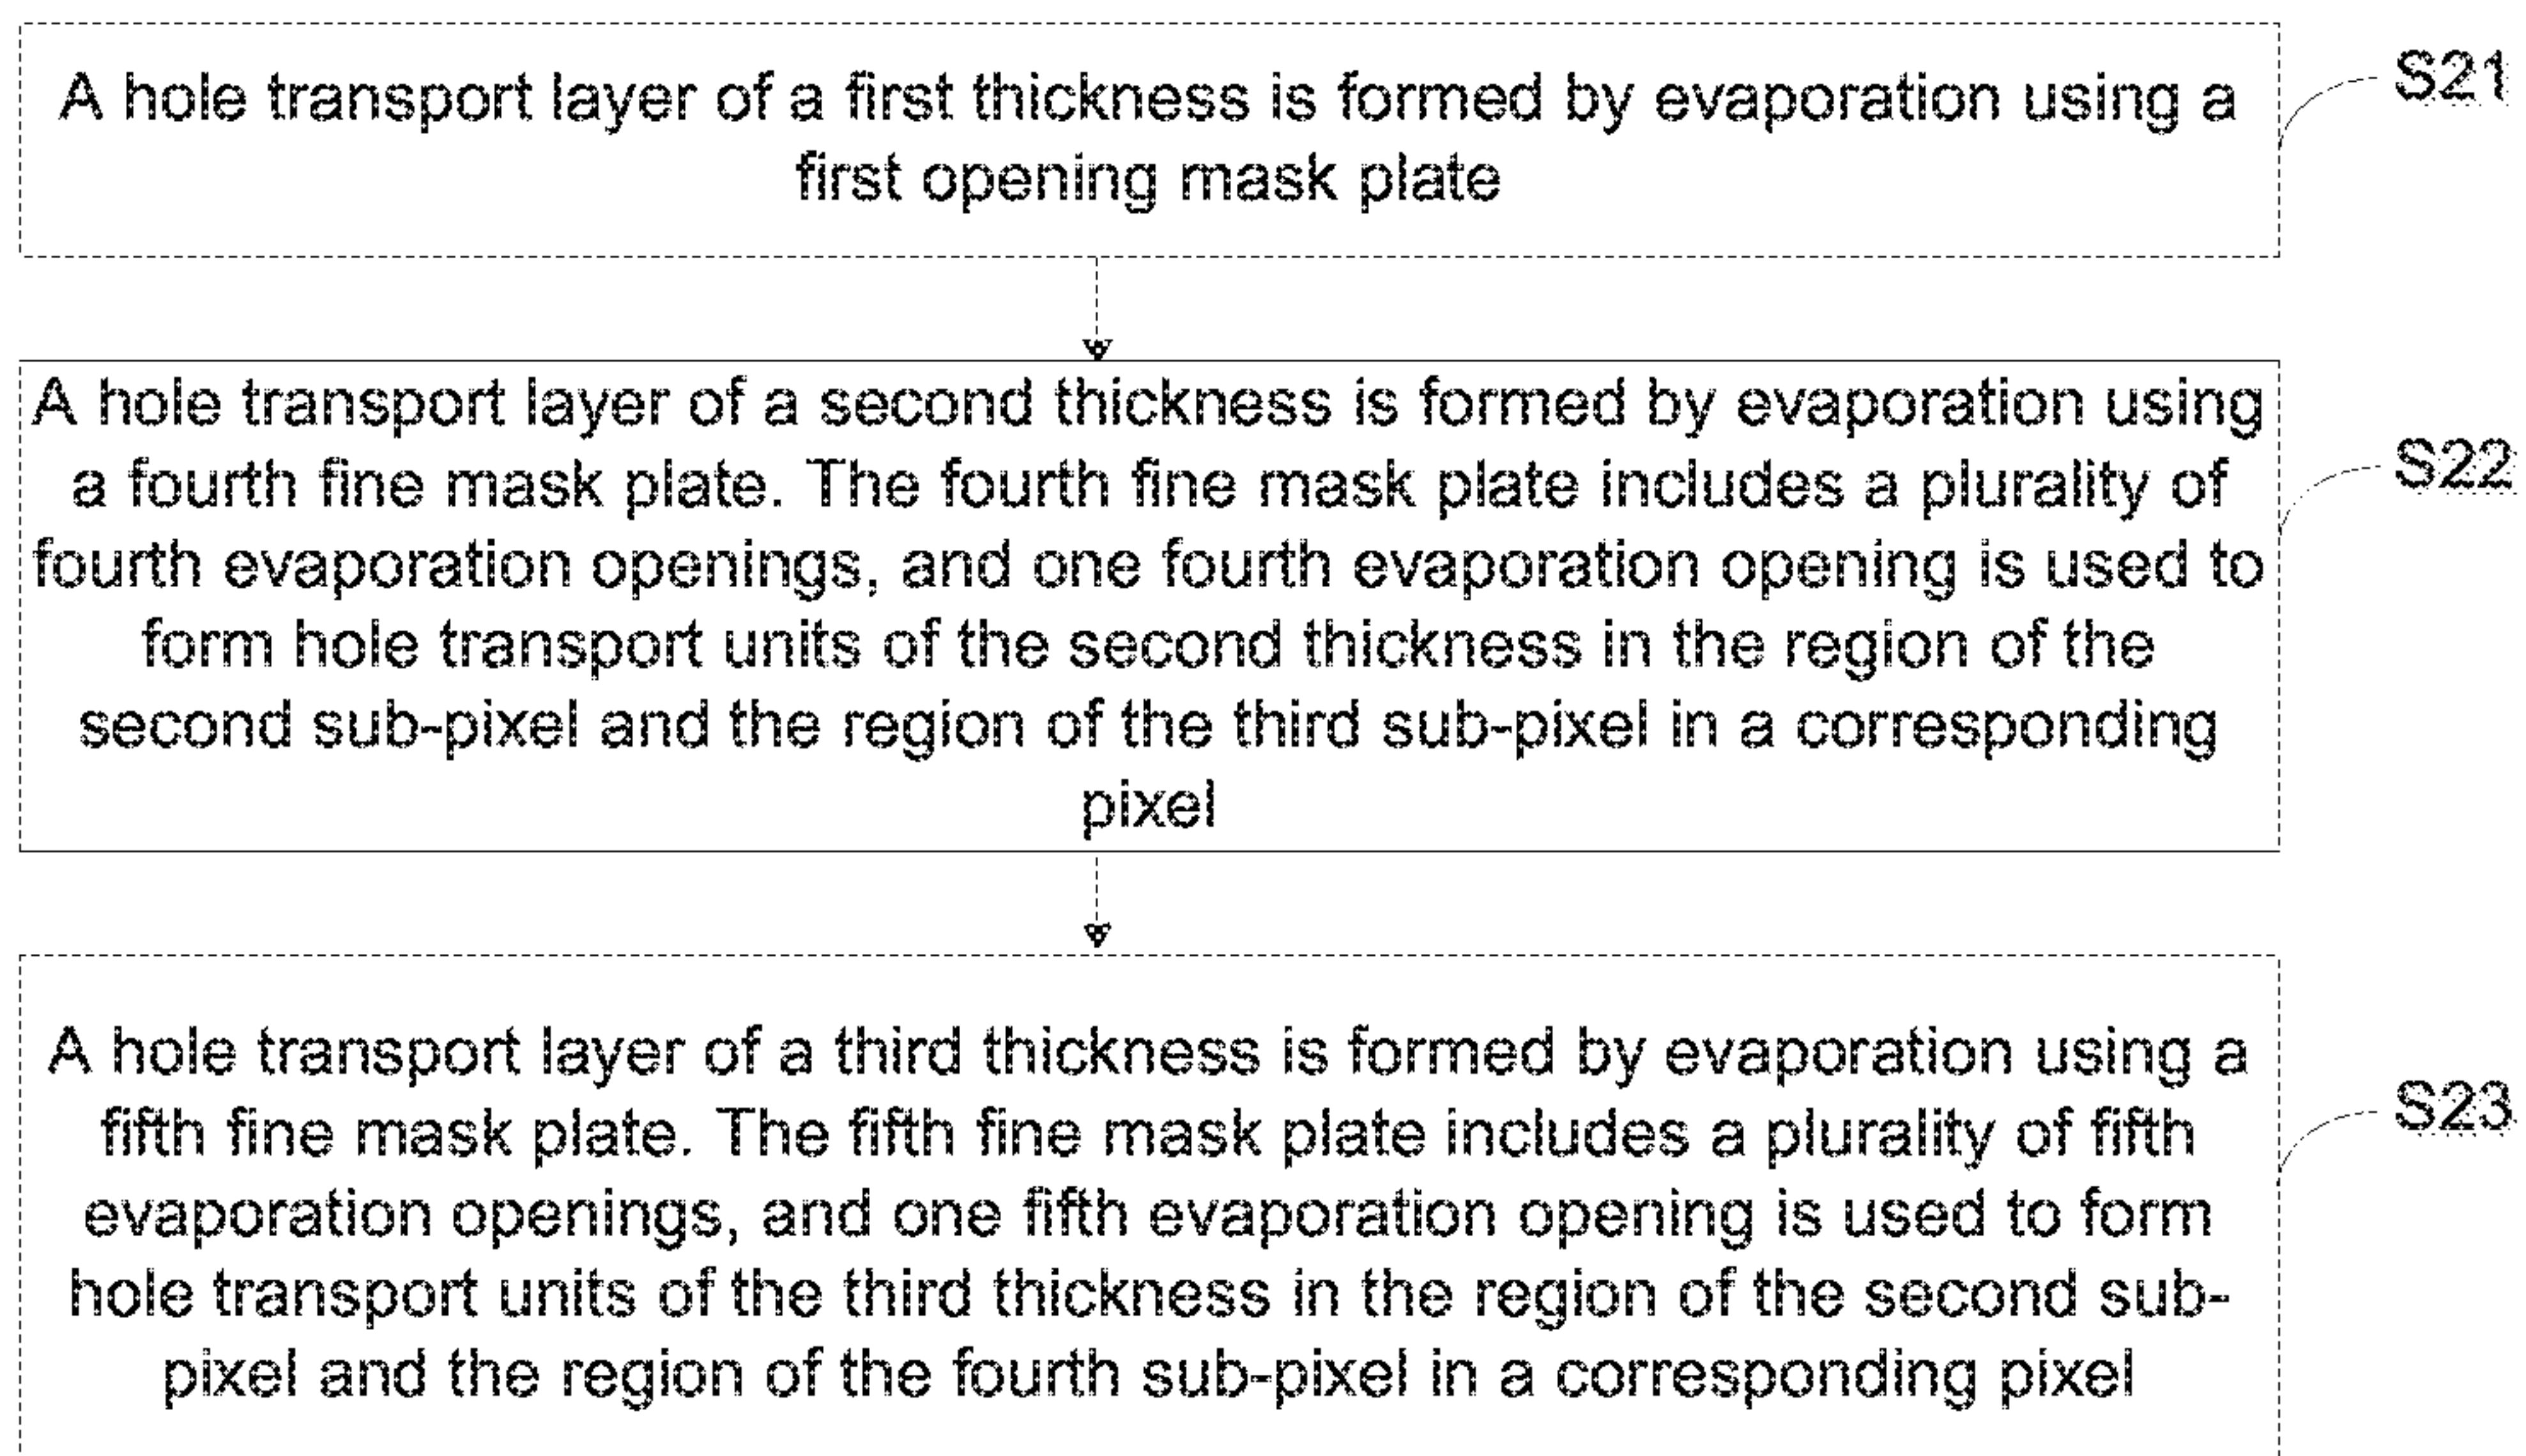 A hole transport layer of a first thickness is formed by evaporation using a
first opening mask plate
S21
A hole transport layer of a second thickness is formed by evaporation using
a fourth fine mask plate. The fourth fine mask plate includes a plurality of
fourth evaporation openings, and one fourth evaporation opening is used to
form hole transport units of the second thickness in the region of the
second sub-pixel and the region of the third sub-pixel in a corresponding
pixel
S22
A hole transport layer of a third thickness is formed by evaporation using a
fifth fine mask plate. The fifth fine mask plate includes a plurality of fifth
evaporation openings, and one fifth evaporation opening is used to form
hole transport units of the third thickness in the region of the second sub-
pixel and the region of the fourth sub-pixel in a corresponding pixel
S23